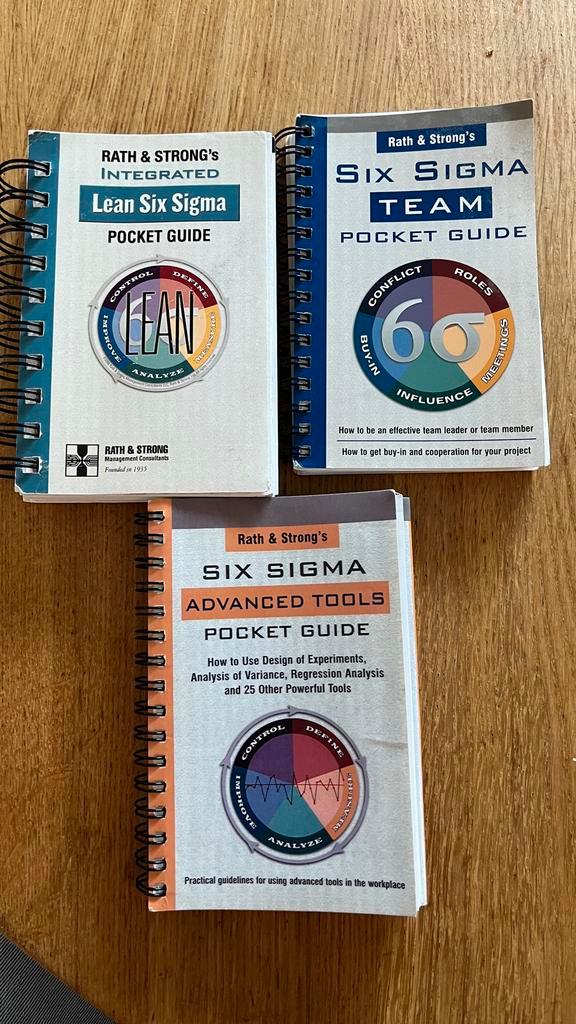 RATH & STRONG's
INTEGRATED
Lean Six Sigma
POCKET GUIDE
CONTROL
DEFINE
MEASURE
ANALYZE
IMPROVE
6σ
LEAN
RATH & STRONG
Management Consultants
Founded in 1935
Rath & Strong's
SIX SIGMA
TEAM
POCKET GUIDE
CONFLICT
ROLES
MEETINGS
INFLUENCE
BUY-IN
6σ
How to be an effective team leader or team member
How to get buy-in and cooperation for your project
Rath & Strong's
SIX SIGMA
ADVANCED TOOLS
POCKET GUIDE
How to Use Design of Experiments,
Analysis of Variance, Regression Analysis
and 25 Other Powerful Tools
CONTROL
DEFINE
MEASURE
ANALYZE
IMPROVE
Practical guidelines for using advanced tools in the workplace